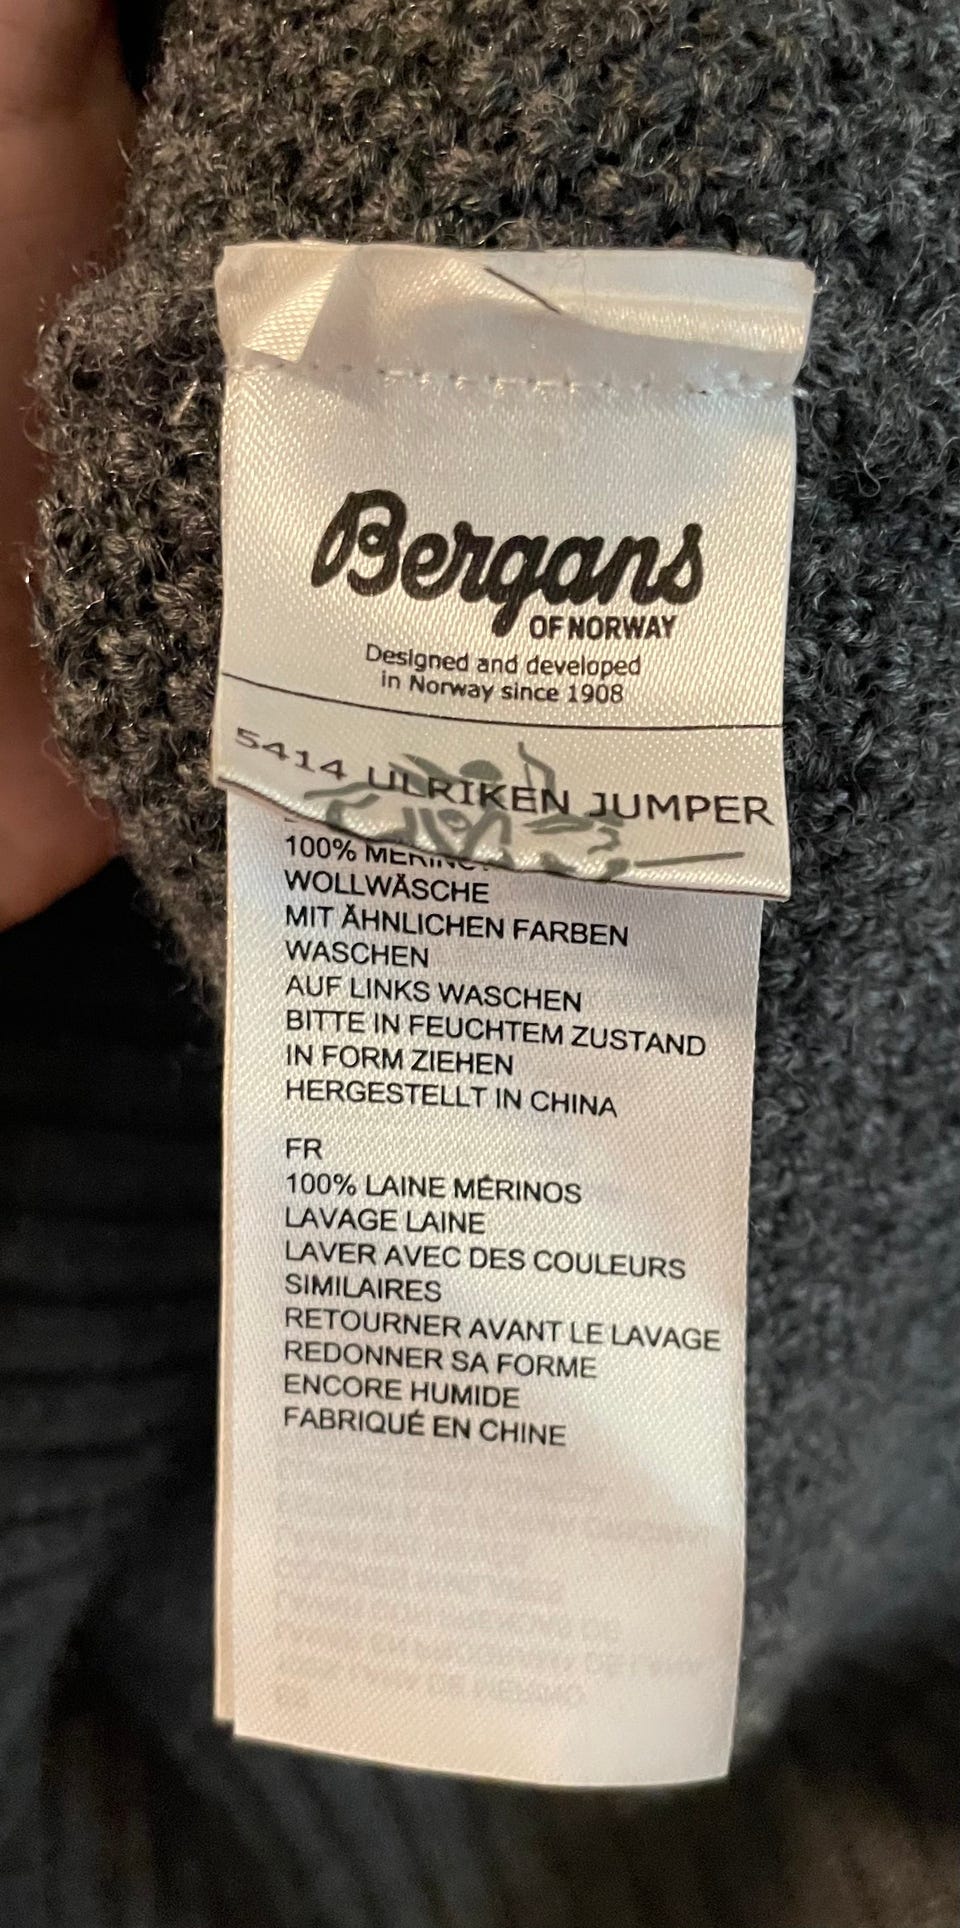 Bergans
OF NORWAY
Designed and developed
in Norway since 1908
5414 ULRIKEN JUMPER
100% MERINO
WOLLWÄSCHE
MIT ÄHNLICHEN FARBEN
WASCHEN
AUF LINKS WASCHEN
BITTE IN FEUCHTEM ZUSTAND
IN FORM ZIEHEN
HERGESTELLT IN CHINA
FR
100% LAINE MÉRINOS
LAVAGE LAINE
LAVER AVEC DES COULEURS
SIMILAIRES
RETOURNER AVANT LE LAVAGE
REDONNER SA FORME
ENCORE HUMIDE
FABRIQUÉ EN CHINE